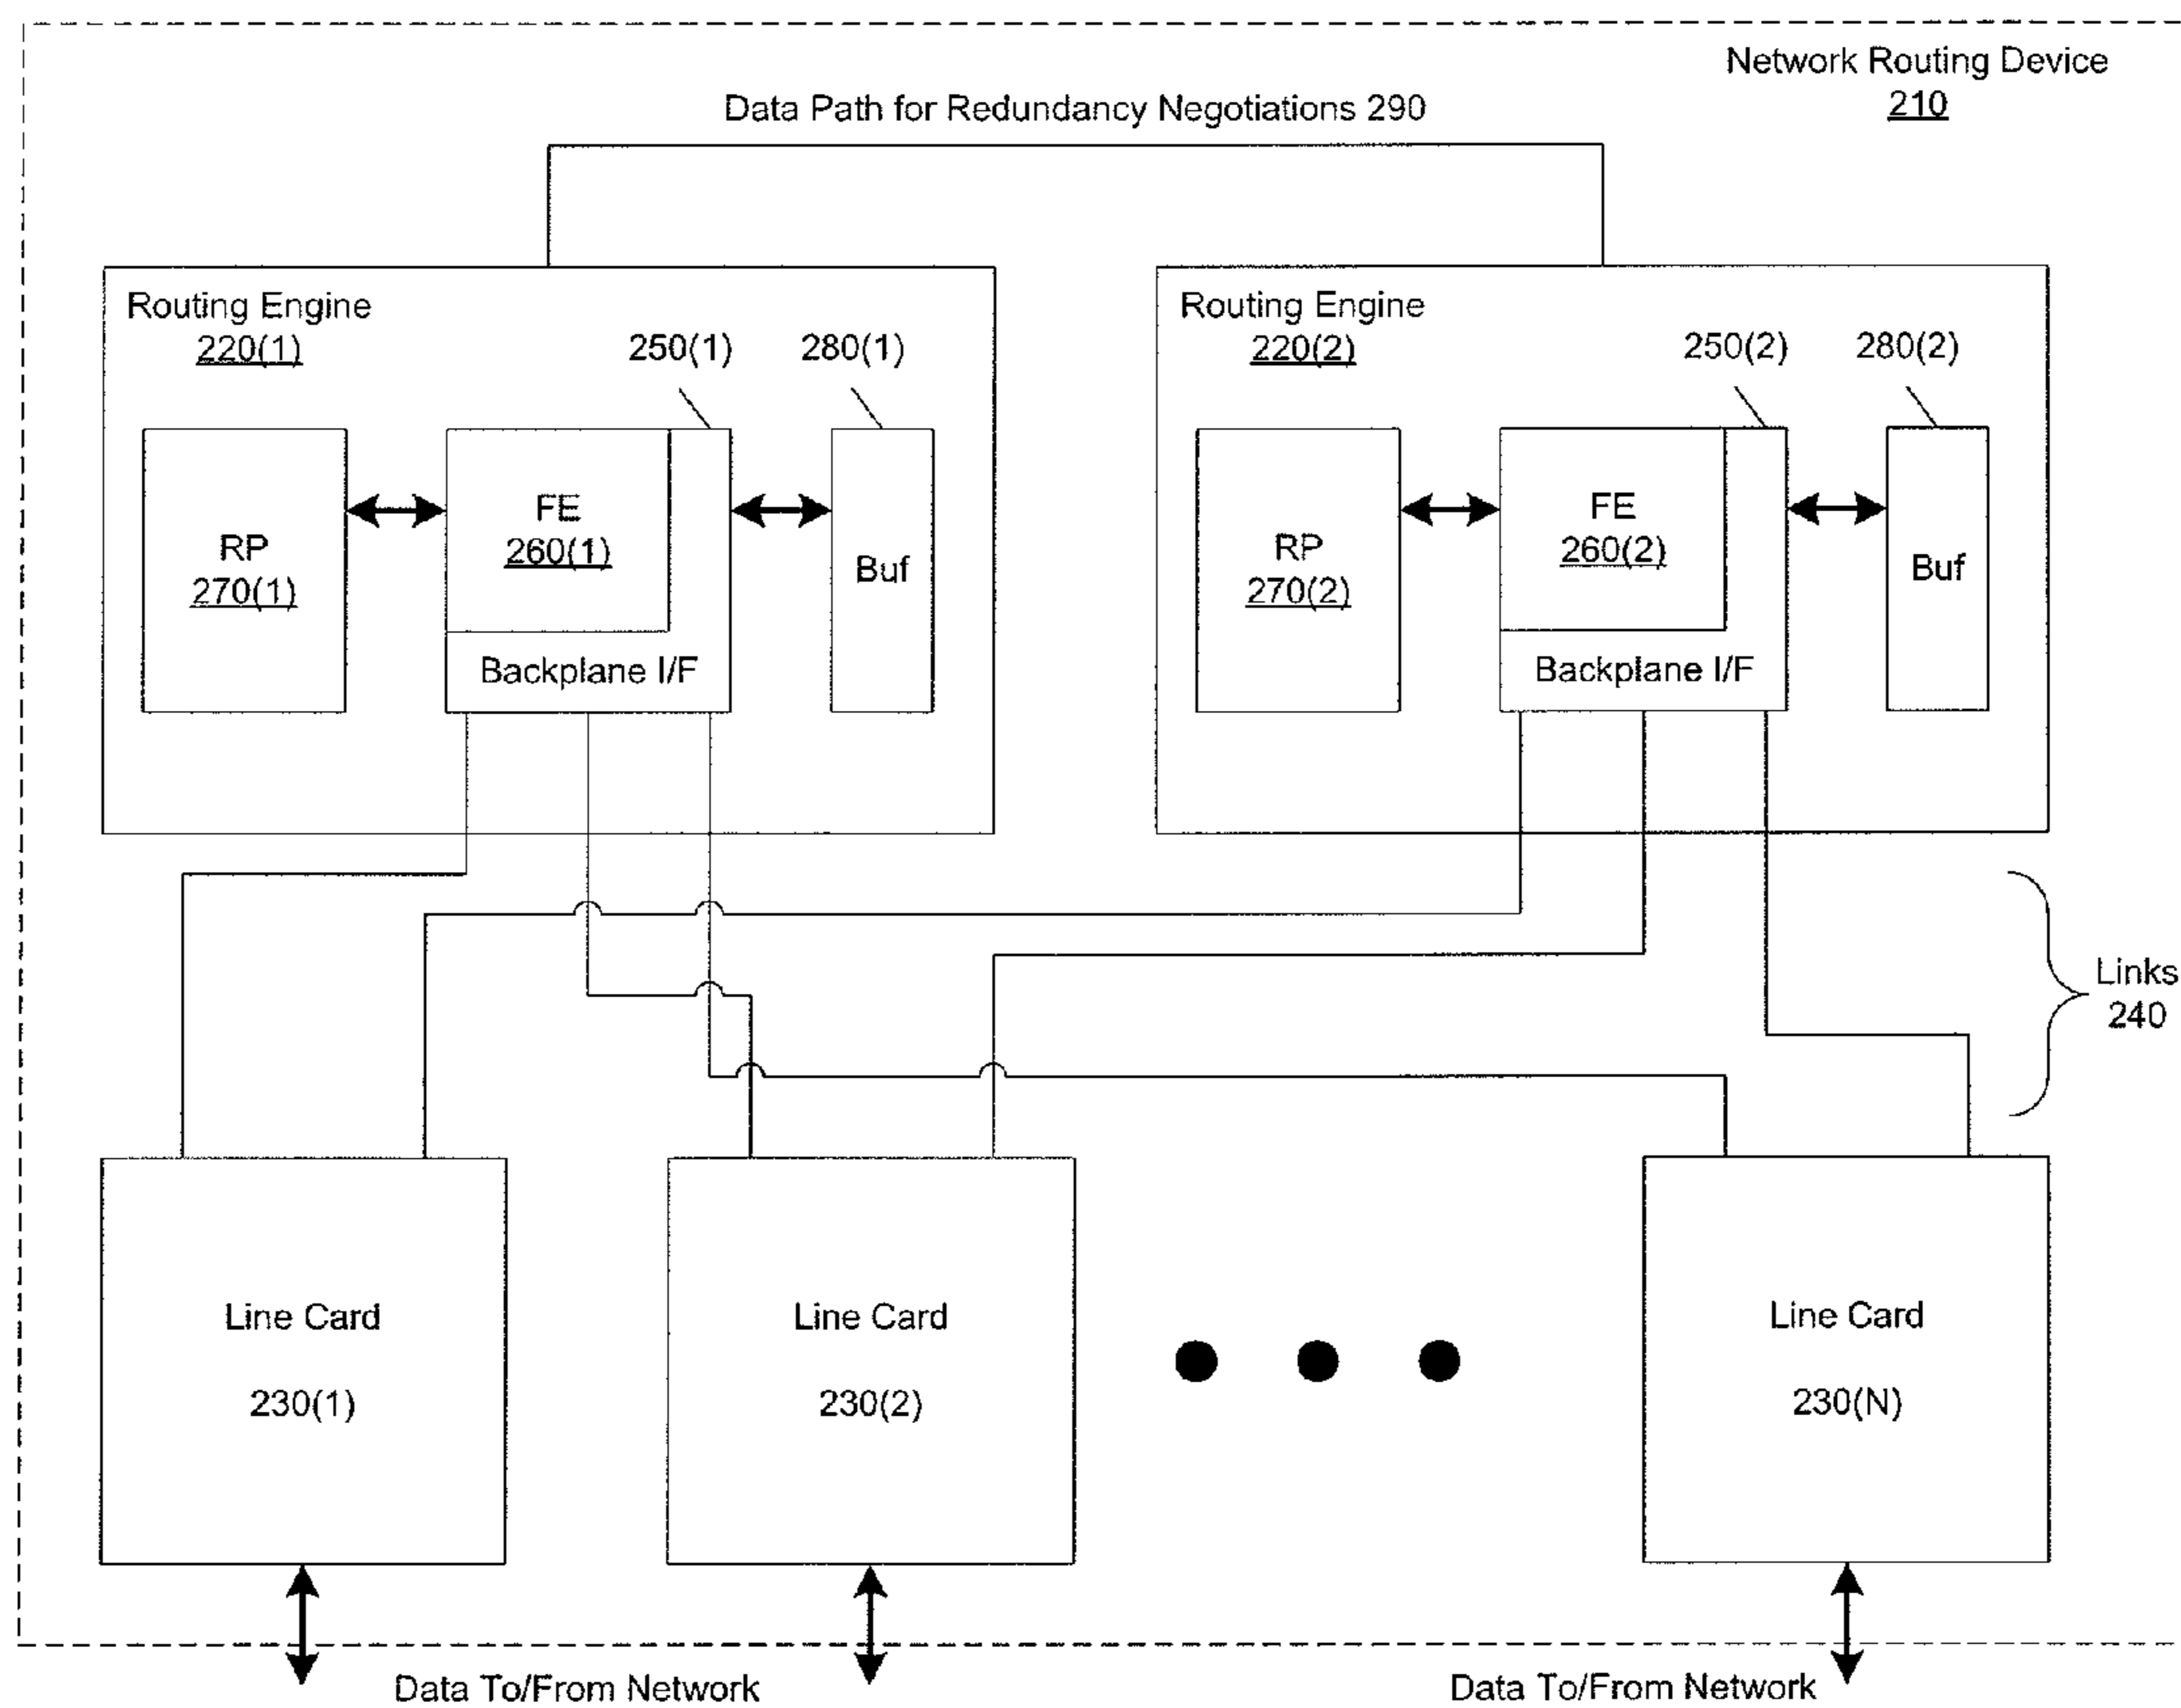 Network Routing Device
210
Data Path for Redundancy Negotiations 290
Routing Engine
220(1)
250(1)
280(1)
RP
270(1)
FE
260(1)
Backplane I/F
Buf
Routing Engine
220(2)
250(2)
280(2)
RP
270(2)
FE
260(2)
Backplane I/F
Buf
Links
240
Line Card
230(1)
Line Card
230(2)
Line Card
230(N)
Data To/From Network
Data To/From Network